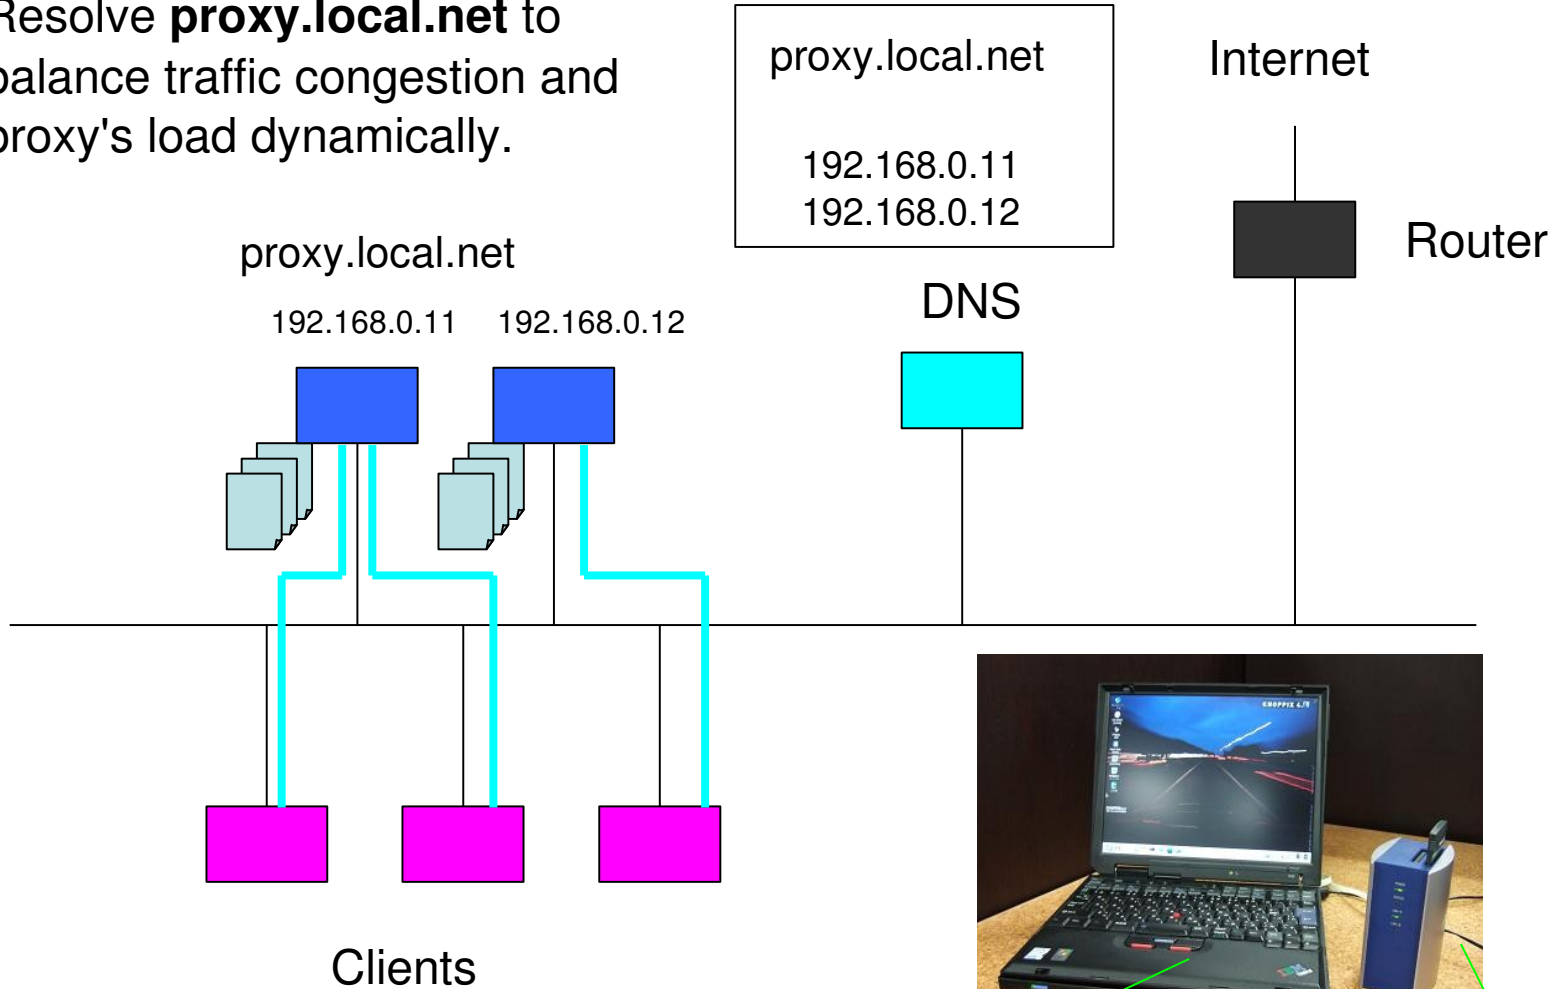 Resolve proxy.local.net to
balance traffic congestion and
proxy's load dynamically.
proxy.local.net
192.168.0.11
192.168.0.12
Internet
Router
DNS
proxy.local.net
192.168.0.11 192.168.0.12
Clients
KNOPPIX